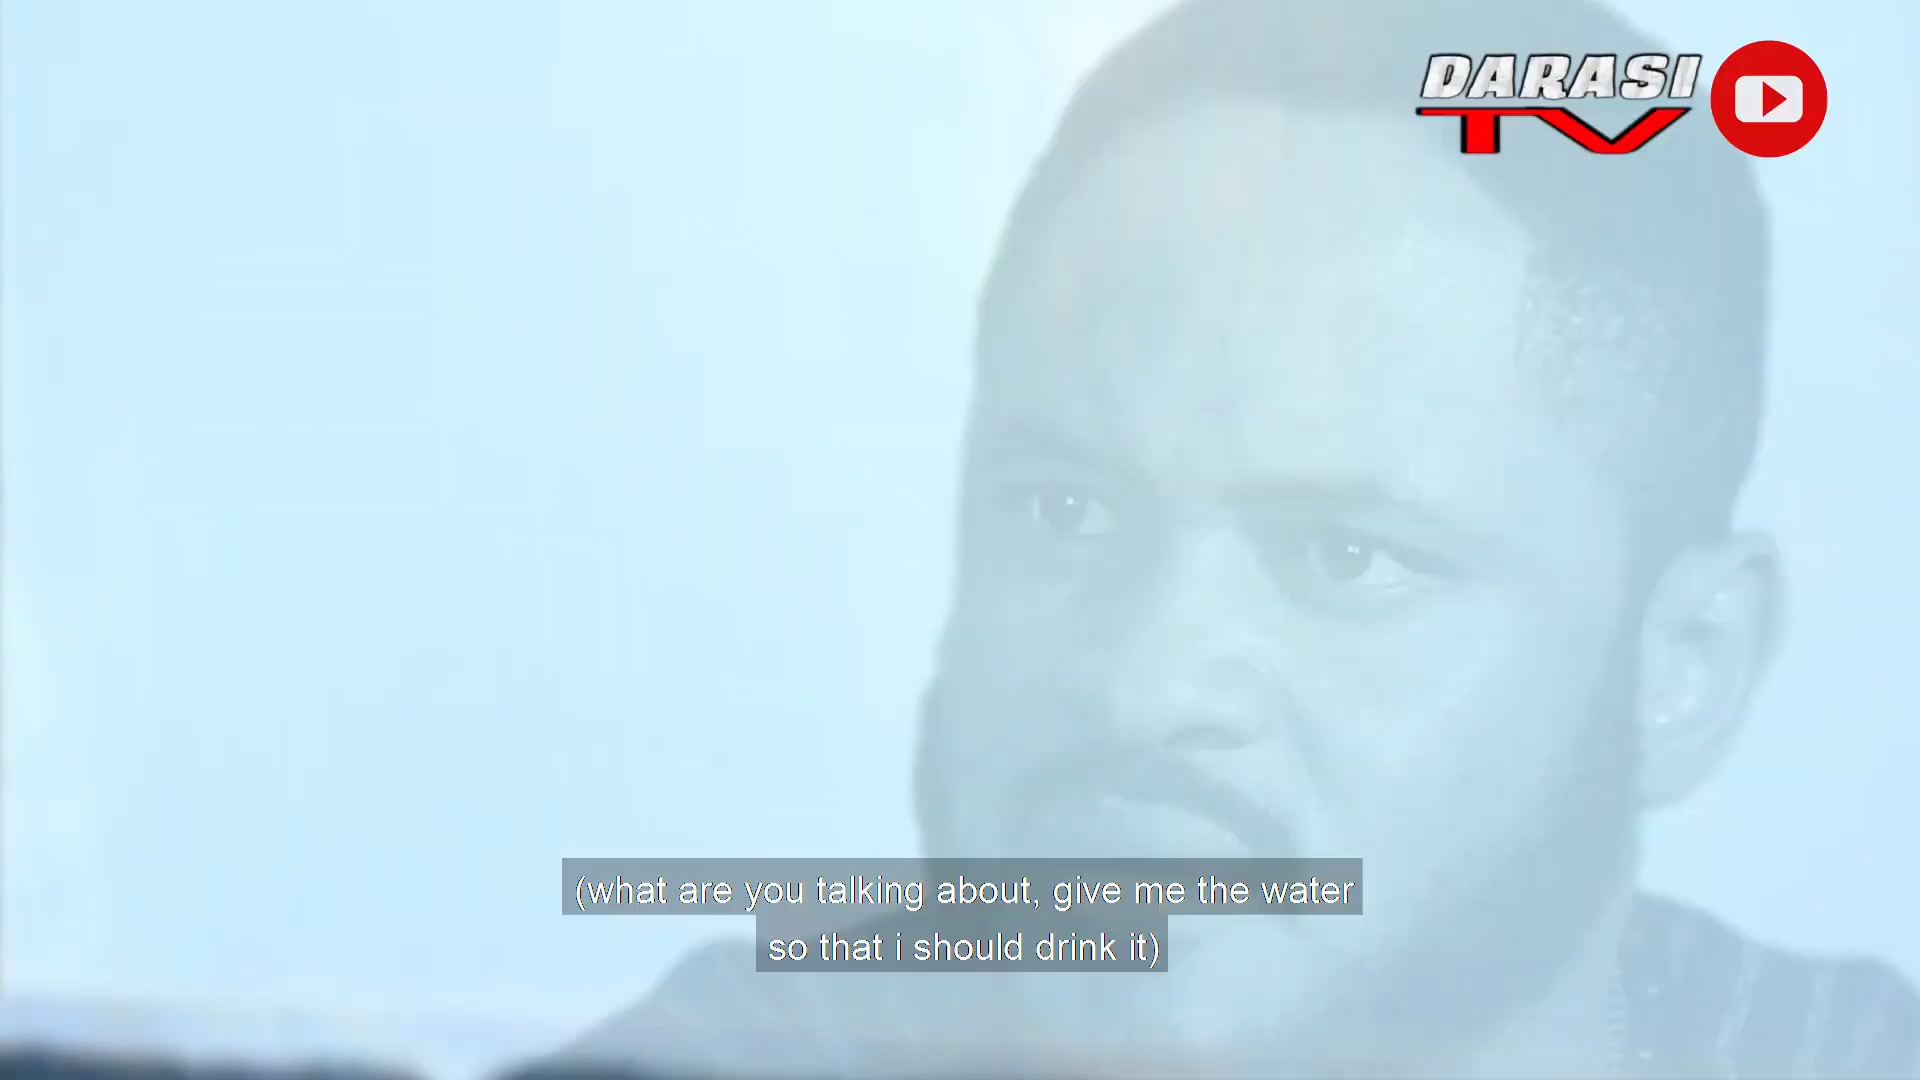 DARASI
TV
(what are you talking about, give me the water
so that i should drink it)